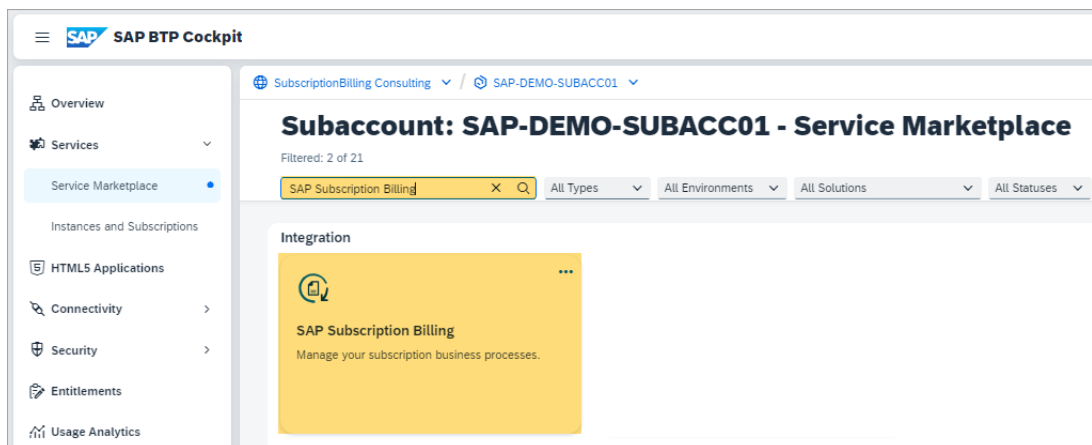 SAP SAP BTP Cockpit
SubscriptionBilling Consulting / SAP-DEMO-SUBACC01
Overview
Services
Service Marketplace
Instances and Subscriptions
HTML5 Applications
Connectivity
Security
Entitlements
Usage Analytics
Subaccount: SAP-DEMO-SUBACC01 - Service Marketplace
Filtered: 2 of 21
SAP Subscription Billing All Types All Environments All Solutions All Statuses
Integration
SAP Subscription Billing
Manage your subscription business processes.